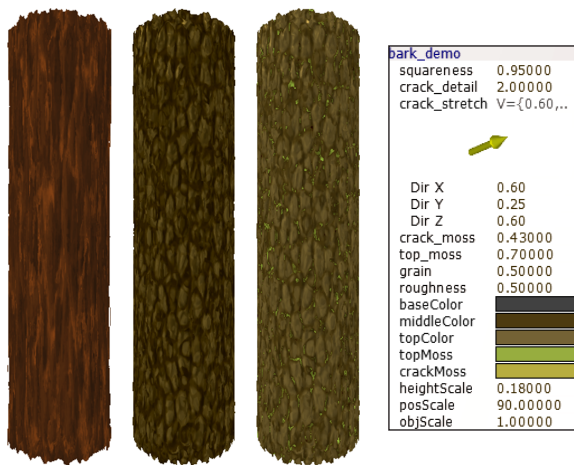 bark_demo
squareness 0.95000
crack_detail 2.00000
crack_stretch V={0.60,..
Dir X 0.60
Dir Y 0.25
Dir Z 0.60
crack_moss 0.43000
top_moss 0.70000
grain 0.50000
roughness 0.50000
baseColor
middleColor
topColor
topMoss
crackMoss
heightScale 0.18000
posScale 90.00000
objScale 1.00000